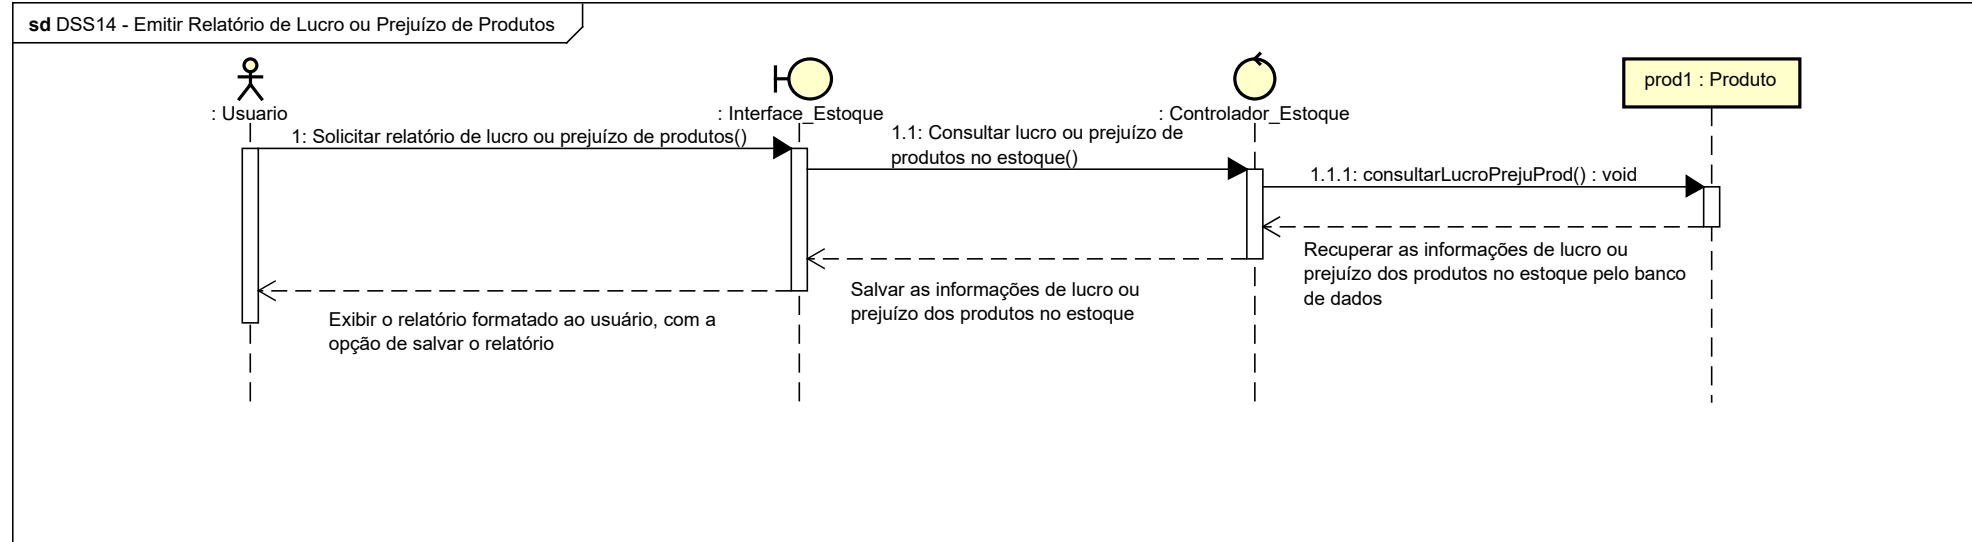 sd DSS14 - Emitir Relatório de Lucro ou Prejuízo de Produtos
: Usuario
: Interface_Estoque
: Controlador_Estoque
prod1 : Produto
1: Solicitar relatório de lucro ou prejuízo de produtos()
1.1: Consultar lucro ou prejuízo de
produtos no estoque()
1.1.1: consultarLucroPrejuProd() : void
Recuperar as informações de lucro ou
prejuízo dos produtos no estoque pelo banco
de dados
Salvar as informações de lucro ou
prejuízo dos produtos no estoque
Exibir o relatório formatado ao usuário, com a
opção de salvar o relatório